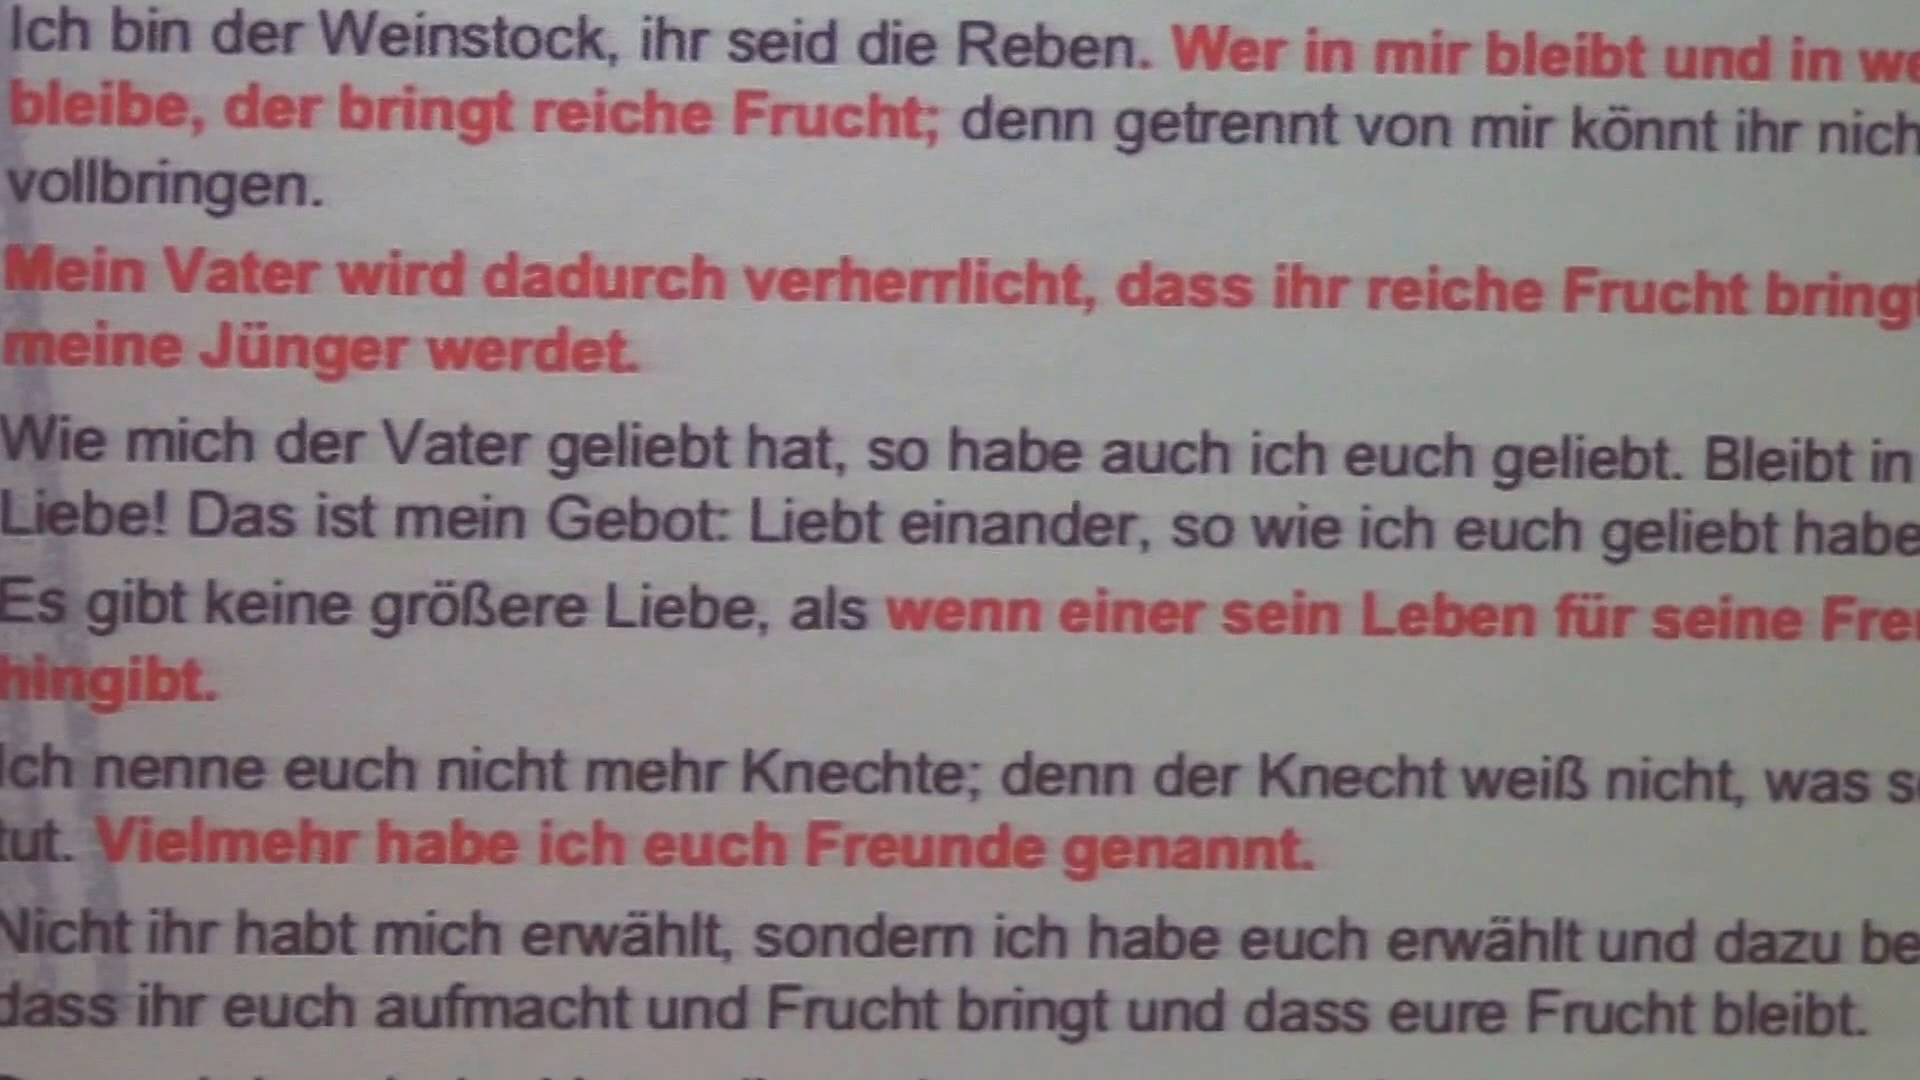 Ich bin der Weinstock, ihr seid die Reben. Wer in mir bleibt und in we
bleibe, der bringt reiche Frucht; denn getrennt von mir könnt ihr nich
vollbringen.
Mein Vater wird dadurch verherrlicht, dass ihr reiche Frucht bringt
meine Jünger werdet.
Wie mich der Vater geliebt hat, so habe auch ich euch geliebt. Bleibt in
Liebe! Das ist mein Gebot: Liebt einander, so wie ich euch geliebt habe
Es gibt keine größere Liebe, als wenn einer sein Leben für seine Freu
hingibt.
Ich nenne euch nicht mehr Knechte; denn der Knecht weiß nicht, was s
tut. Vielmehr habe ich euch Freunde genannt.
Nicht ihr habt mich erwählt, sondern ich habe euch erwählt und dazu be
dass ihr euch aufmacht und Frucht bringt und dass eure Frucht bleibt.